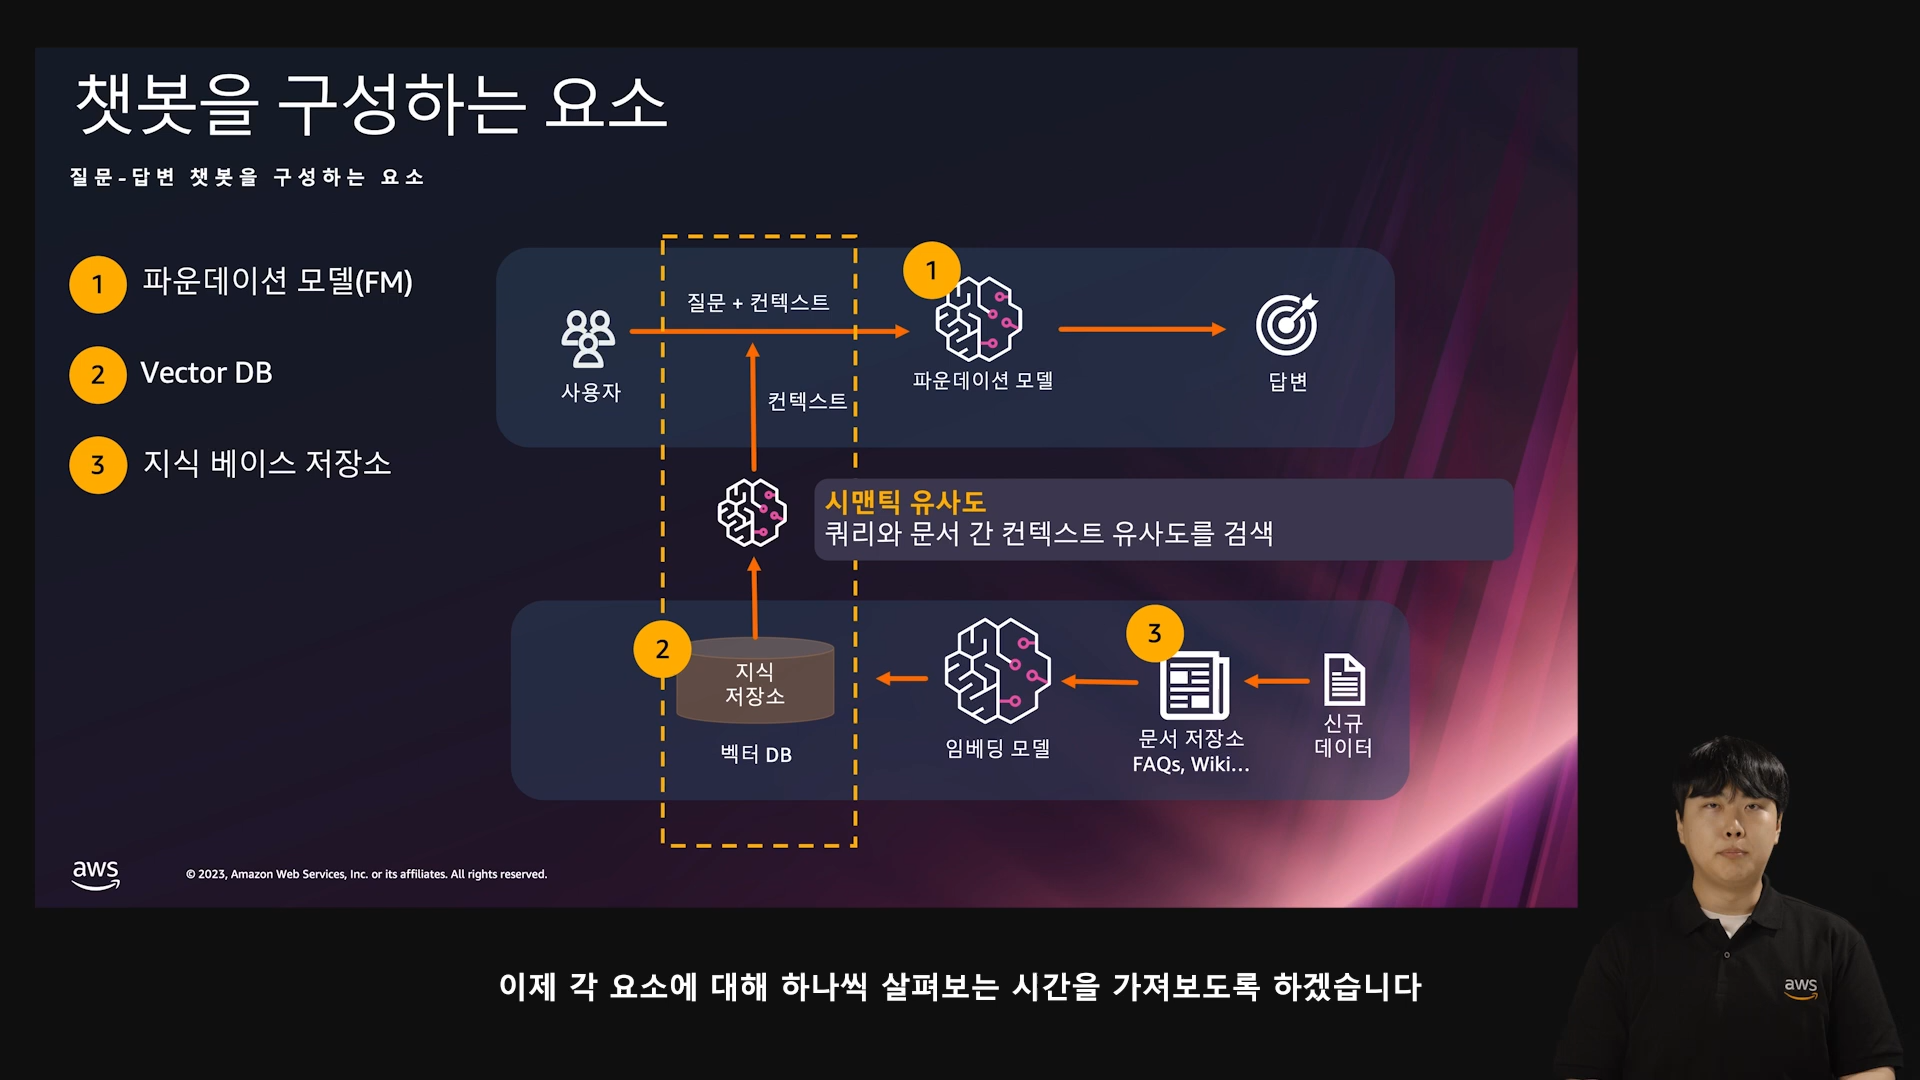 챗봇을 구성하는 요소
질문-답변 챗봇을 구성하는 요소
1 파운데이션 모델(FM)
2 Vector DB
3 지식 베이스 저장소
질문 + 컨텍스트
1
사용자
파운데이션 모델
답변
컨텍스트
시맨틱 유사도
쿼리와 문서 간 컨텍스트 유사도를 검색
2
지식
저장소
벡터 DB
임베딩 모델
3
문서 저장소
FAQs, Wiki...
신규
데이터
aws
© 2023, Amazon Web Services, Inc. or its affiliates. All rights reserved.
aws
이제 각 요소에 대해 하나씩 살펴보는 시간을 가져보도록 하겠습니다